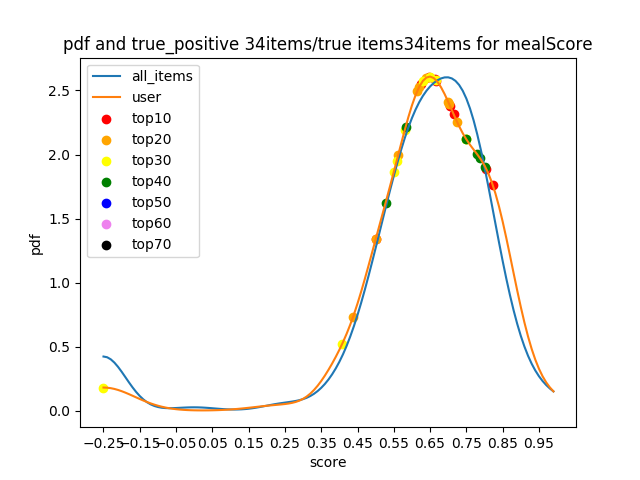 pdf and true_positive 34items/true items34items for mealScore
all_items
user
top10
top20
top30
top40
top50
top60
top70
pdf
2.5
2.0
1.5
1.0
0.5
0.0
−0.25 −0.15 −0.05 0.05 0.15 0.25 0.35 0.45 0.55 0.65 0.75 0.85 0.95
score